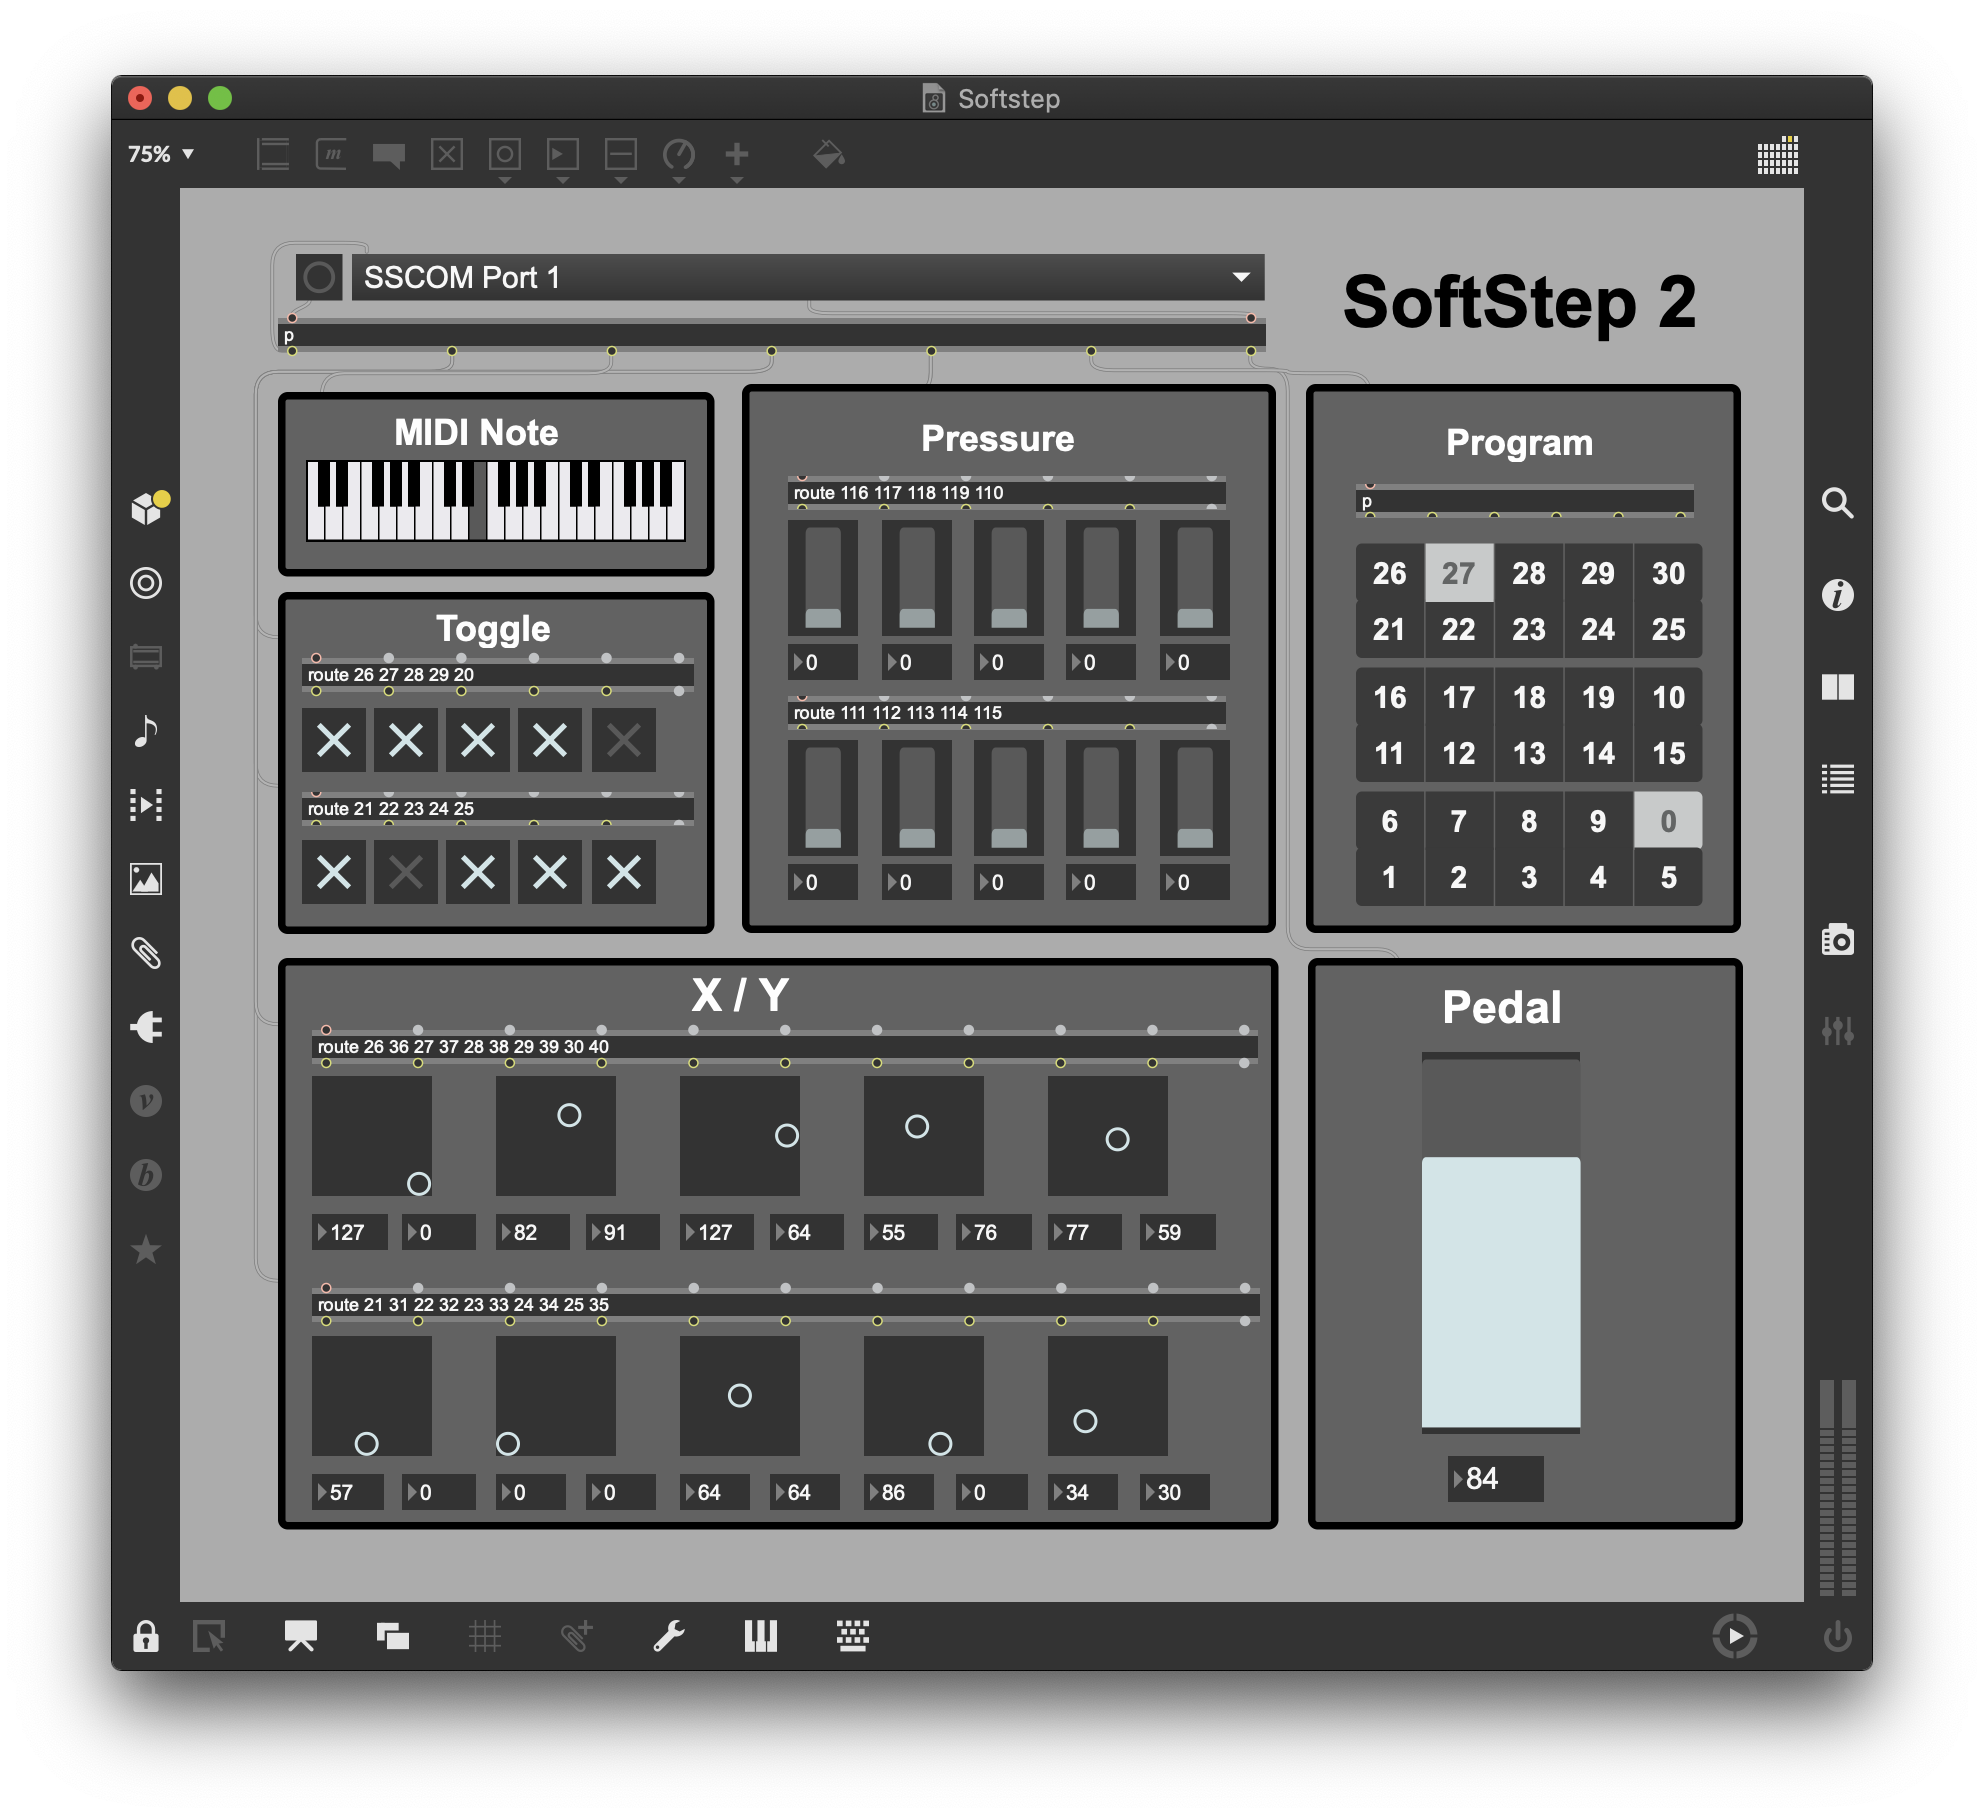 Softstep
75%
m
SSCOM Port 1
SoftStep 2
p
MIDI Note
Toggle
route 26 27 28 29 20
route 21 22 23 24 25
Pressure
route 116 117 118 119 110
0 0 0 0 0
route 111 112 113 114 115
0 0 0 0 0
Program
p
26 27 28 29 30
21 22 23 24 25
16 17 18 19 10
11 12 13 14 15
6 7 8 9 0
1 2 3 4 5
X / Y
route 26 36 27 37 28 38 29 39 30 40
127 0 82 91 127 64 55 76 77 59
route 21 31 22 32 23 33 24 34 25 35
57 0 0 0 64 64 86 0 34 30
Pedal
84
v
b
i